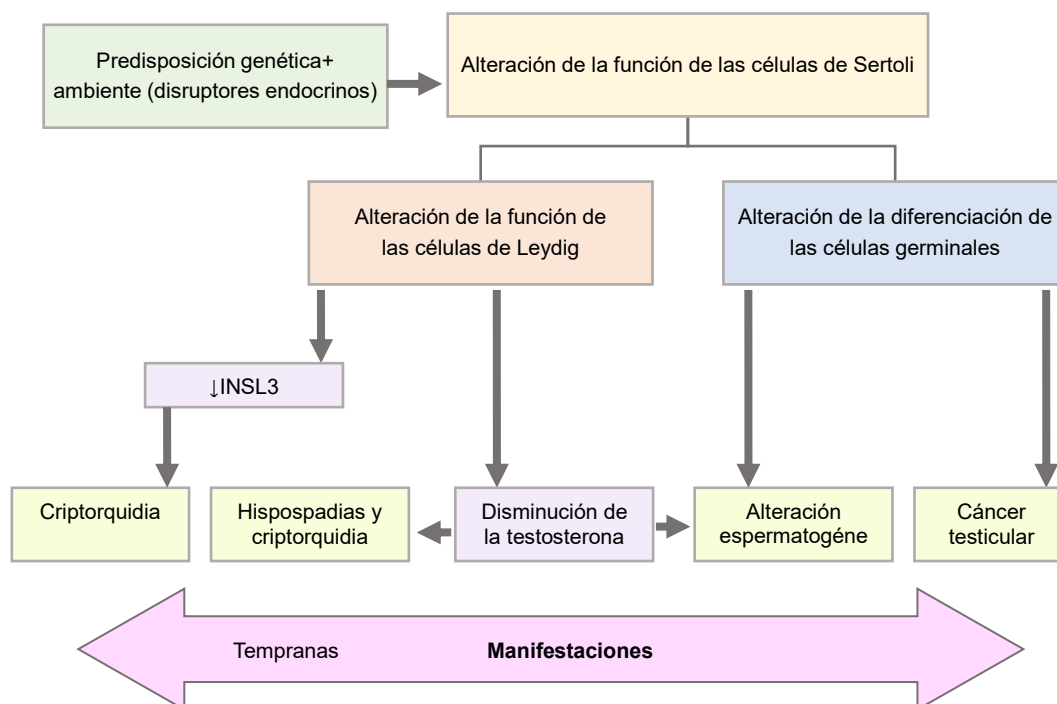 Predisposición genética+
ambiente (disruptores endocrinos)
Alteración de la función de las células de Sertoli
Alteración de la función de
las células de Leydig
Alteración de la diferenciación de
las células germinales
↓INSL3
Criptorquidia
Hispospadias y
criptorquidia
Disminución de
la testosterona
Alteración
espermatogéne
Cáncer
testicular
Tempranas
Manifestaciones